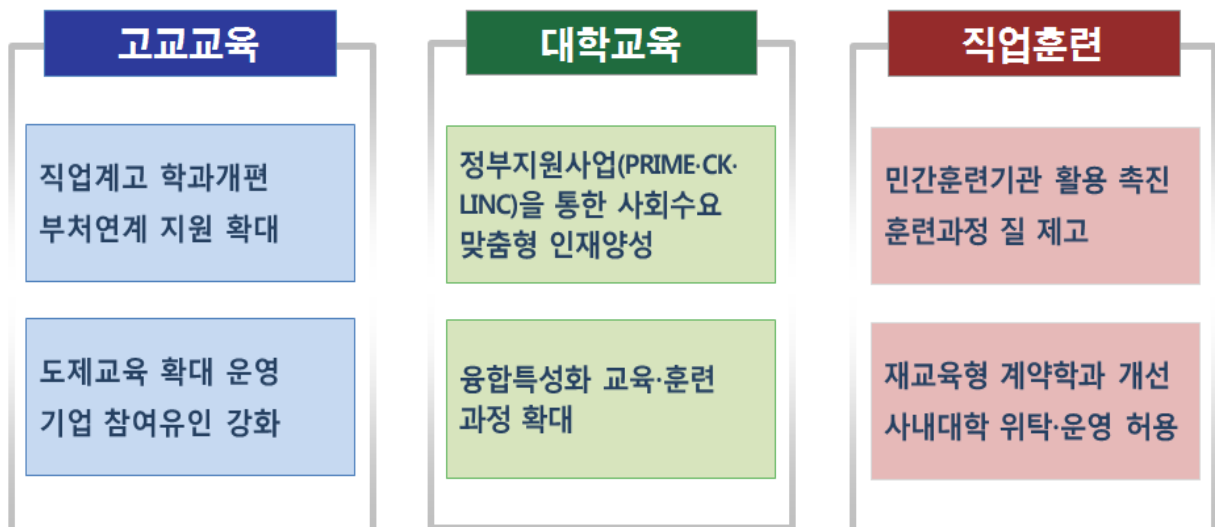 고교교육
직업계고 학과개편
부처연계 지원 확대
도제교육 확대 운영
기업 참여유인 강화
대학교육
정부지원사업(PRIME·CK·
LINC)을 통한 사회수요
맞춤형 인재양성
융합특성화 교육·훈련
과정 확대
직업훈련
민간훈련기관 활용 촉진
훈련과정 질 제고
재교육형 계약학과 개선
사내대학 위탁·운영 허용